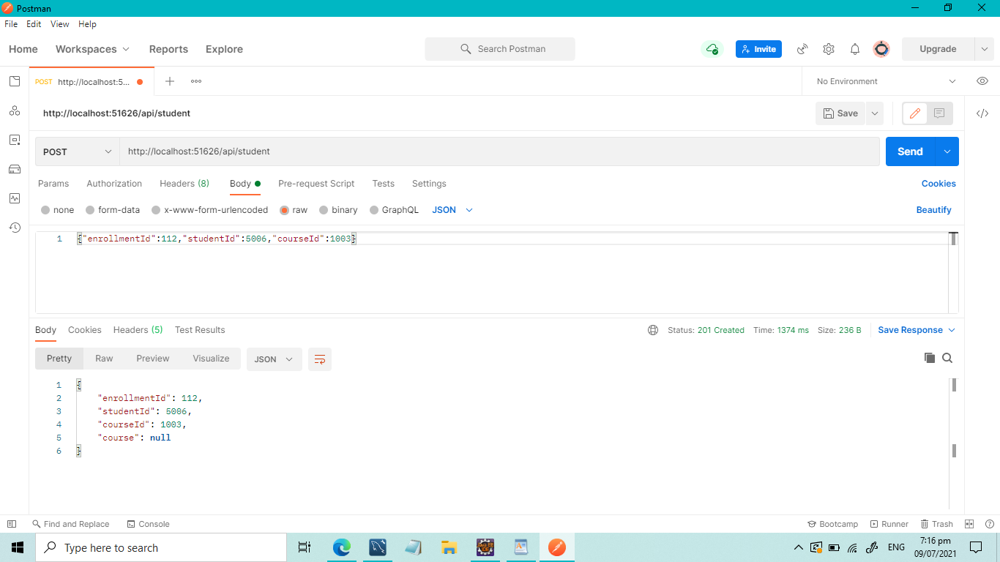 Postman
File Edit View Help
Home Workspaces Reports Explore Search Postman Invite Upgrade
POST http://localhost:5... No Environment
http://localhost:51626/api/student Save
POST http://localhost:51626/api/student Send
Params Authorization Headers (8) Body Pre-request Script Tests Settings Cookies
none form-data x-www-form-urlencoded raw binary GraphQL JSON Beautify
1 {"enrollmentId":112,"studentId":5006,"courseId":1003}
Body Cookies Headers (5) Test Results Status: 201 Created Time: 1374 ms Size: 236 B Save Response
Pretty Raw Preview Visualize JSON
1 {
2 "enrollmentId": 112,
3 "studentId": 5006,
4 "courseId": 1003,
5 "course": null
6 }
Find and Replace Console Bootcamp Runner Trash
Type here to search ENG 7:16 pm
09/07/2021